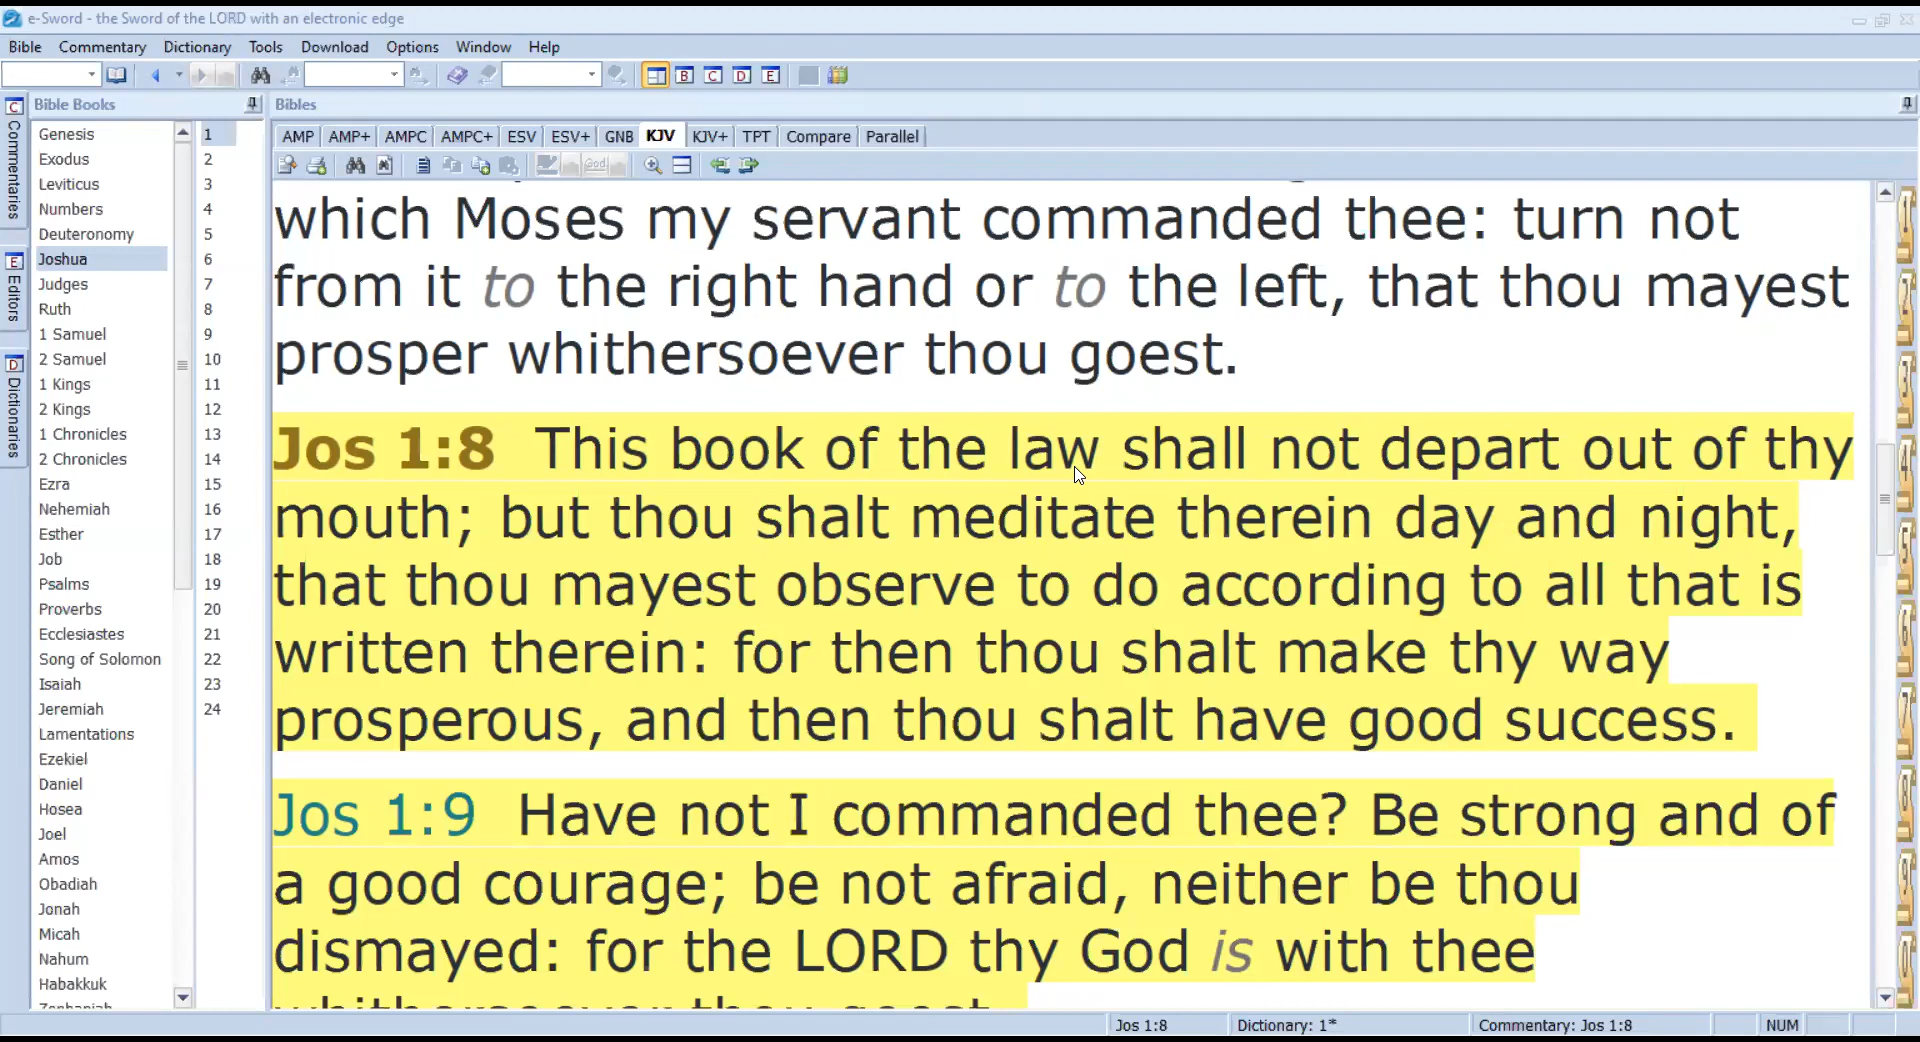 e-Sword - the Sword of the LORD with an electronic edge
Bible Commentary Dictionary Tools Download Options Window Help
B C D E
Bible Books
Bibles
AMP AMP+ AMPC AMPC+ ESV ESV+ GNB KJV KJV+ TPT Compare Parallel
God
C Commentaries
E Editors
D Dictionaries
Genesis
Exodus
Leviticus
Numbers
Deuteronomy
Joshua
Judges
Ruth
1 Samuel
2 Samuel
1 Kings
2 Kings
1 Chronicles
2 Chronicles
Ezra
Nehemiah
Esther
Job
Psalms
Proverbs
Ecclesiastes
Song of Solomon
Isaiah
Jeremiah
Lamentations
Ezekiel
Daniel
Hosea
Joel
Amos
Obadiah
Jonah
Micah
Nahum
Habakkuk
Zephaniah
1
2
3
4
5
6
7
8
9
10
11
12
13
14
15
16
17
18
19
20
21
22
23
24
which Moses my servant commanded thee: turn not
from it to the right hand or to the left, that thou mayest
prosper whithersoever thou goest.
Jos 1:8 This book of the law shall not depart out of thy
mouth; but thou shalt meditate therein day and night,
that thou mayest observe to do according to all that is
written therein: for then thou shalt make thy way
prosperous, and then thou shalt have good success.
Jos 1:9 Have not I commanded thee? Be strong and of
a good courage; be not afraid, neither be thou
dismayed: for the LORD thy God is with thee
whithersoever thou goest.
Jos 1:8 Dictionary: 1* Commentary: Jos 1:8 NUM